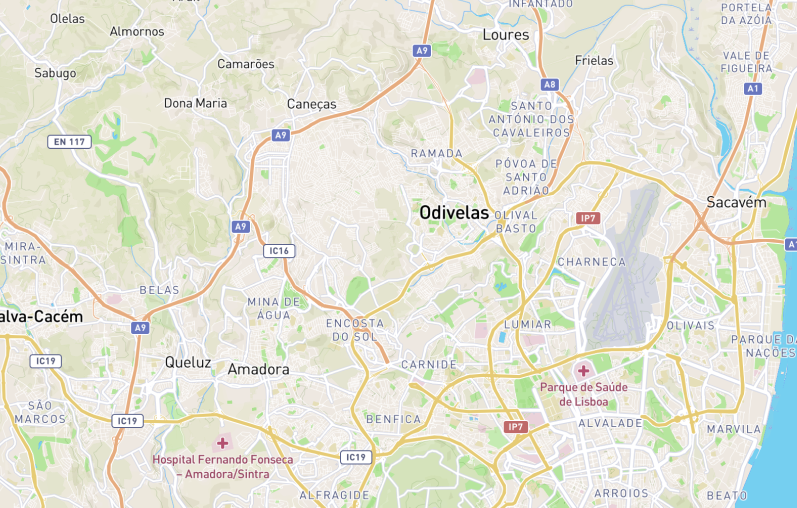 INFANTADO
PORTELA
DA AZÓIA
Olelas
Almornos
Loures
A9
Camarões
Frielas
VALE DE
FIGUEIRA
Sabugo
A8
A1
Dona Maria
Caneças
SANTO
ANTÓNIO DOS
CAVALEIROS
A9
EN 117
RAMADA
PÓVOA DE
SANTO
ADRIÃO
Sacavém
Odivelas
OLIVAL
BASTO
IP7
A9
MIRA-
SINTRA
IC16
A1
CHARNECA
BELAS
MINA DE
ÁGUA
alva-Cacém
A9
ENCOSTA
DO SOL
LUMIAR
OLIVAIS
PARQUE DA
NAÇÕES
IC19
Queluz
Amadora
CARNIDE
Parque de Saúde
de Lisboa
SÃO
MARCOS
IC19
BENFICA
IP7
ALVALADE
MARVILA
Hospital Fernando Fonseca
– Amadora/Sintra
IC19
ALFRAGIDE
ARROIOS
BEATO